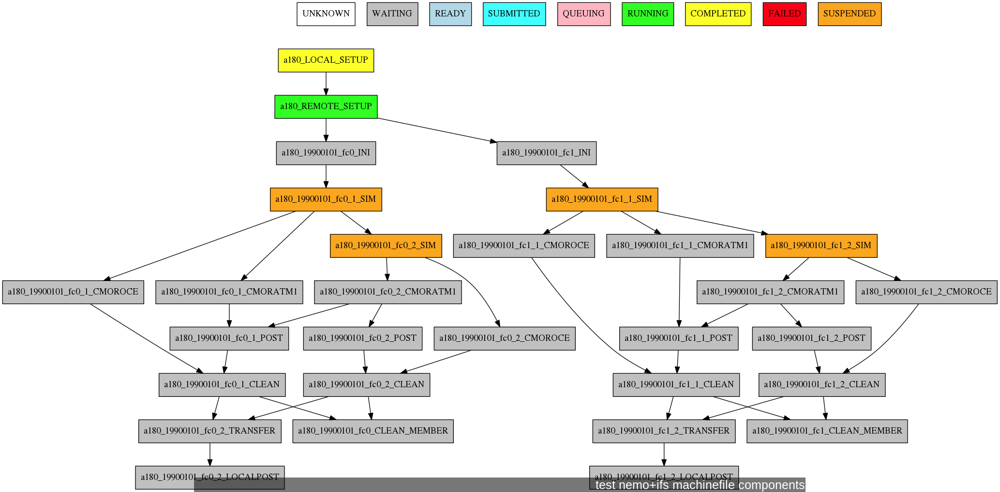 UNKNOWN WAITING READY SUBMITTED QUEUING RUNNING COMPLETED FAILED SUSPENDED
a180_LOCAL_SETUP
a180_REMOTE_SETUP
a180_19900101_fc0_INI a180_19900101_fc1_INI
a180_19900101_fc0_1_SIM a180_19900101_fc1_1_SIM
a180_19900101_fc0_2_SIM a180_19900101_fc1_1_CMOROCE a180_19900101_fc1_1_CMORATM1 a180_19900101_fc1_2_SIM
a180_19900101_fc0_1_CMOROCE a180_19900101_fc0_1_CMORATM1 a180_19900101_fc0_2_CMORATM1 a180_19900101_fc1_2_CMORATM1 a180_19900101_fc1_2_CMOROCE
a180_19900101_fc0_1_POST a180_19900101_fc0_2_POST a180_19900101_fc0_2_CMOROCE a180_19900101_fc1_1_POST a180_19900101_fc1_2_POST
a180_19900101_fc0_1_CLEAN a180_19900101_fc0_2_CLEAN a180_19900101_fc1_1_CLEAN a180_19900101_fc1_2_CLEAN
a180_19900101_fc0_2_TRANSFER a180_19900101_fc0_CLEAN_MEMBER a180_19900101_fc1_2_TRANSFER a180_19900101_fc1_CLEAN_MEMBER
a180_19900101_fc0_2_LOCALPOST a180_19900101_fc1_2_LOCALPOST
test nemo+ifs machinefile components